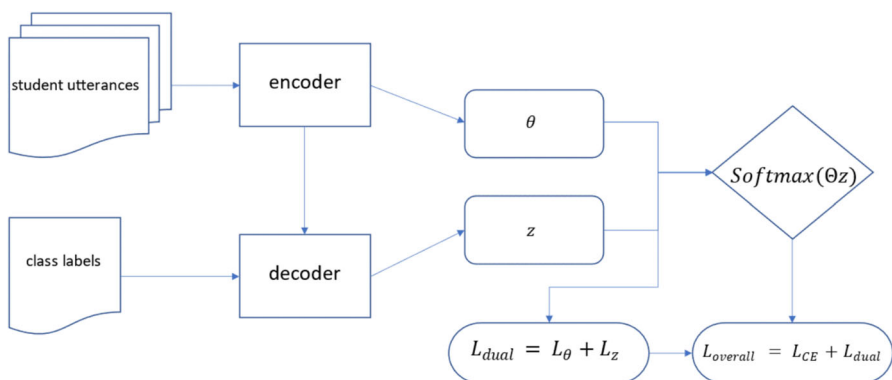 student utterances
encoder
θ
Softmax(Θz)
z
class labels
decoder
L_dual = L_θ + L_z
L_overall = L_CE + L_dual